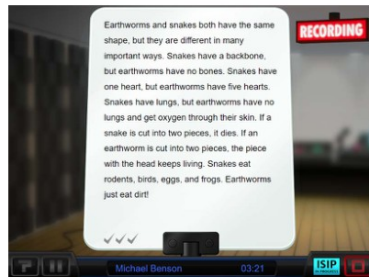 Earthworms and snakes both have the same
shape, but they are different in many
important ways. Snakes have a backbone,
but earthworms have no bones. Snakes have
one heart, but earthworms have five hearts.
Snakes have lungs, but earthworms have no
lungs and get oxygen through their skin. If a
snake is cut into two pieces, it dies. If an
earthworm is cut into two pieces, the piece
with the head keeps living. Snakes eat
rodents, birds, eggs, and frogs. Earthworms
just eat dirt!
RECORDING
Michael Benson 03:21
ISIP